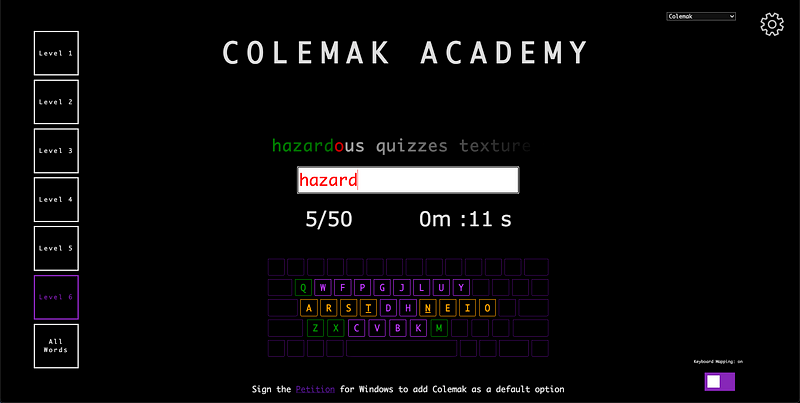 Colemak
COLEMAK ACADEMY
Level 1
Level 2
Level 3
Level 4
Level 5
Level 6
All
Words
hazardous quizzes texture
hazard
5/50 0m :11 s
Q W F P G J L U Y
A R S T D H N E I O
Z X C V B K M
Keyboard Mapping: on
Sign the Petition for Windows to add Colemak as a default option